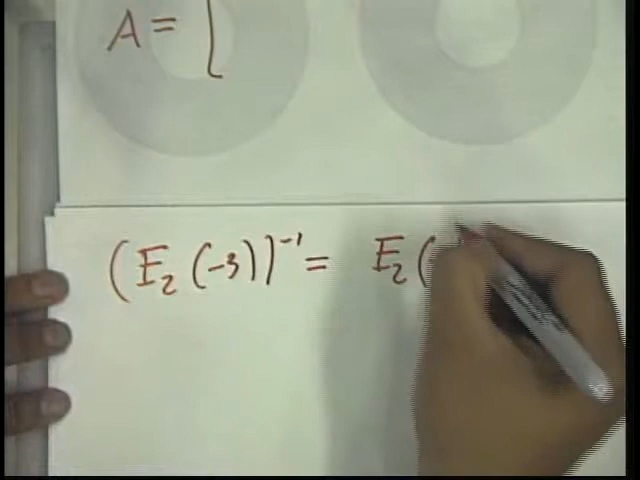 A = [
(E₂(-3))⁻¹ = E₂(